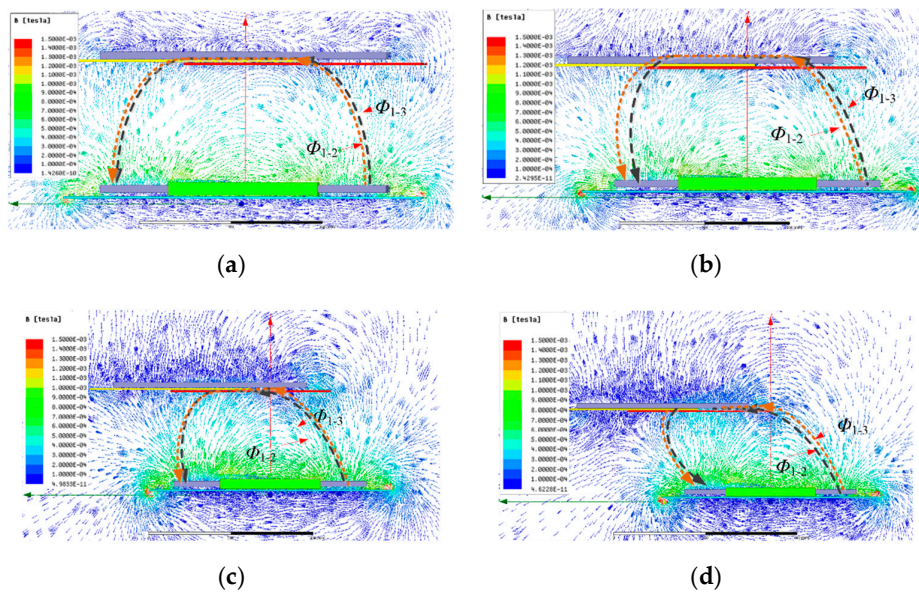 B [tesla]
1.5000E-03
1.4000E-03
1.3000E-03
1.2000E-03
1.1000E-03
1.0000E-03
9.0000E-04
8.0000E-04
7.0000E-04
6.0000E-04
5.0000E-04
4.0000E-04
3.0000E-04
2.0000E-04
1.0000E-04
1.4260E-10
Φ1-3
Φ1-2
(a)
B [tesla]
1.5000E-03
1.4000E-03
1.3000E-03
1.2000E-03
1.1000E-03
1.0000E-03
9.0000E-04
8.0000E-04
7.0000E-04
6.0000E-04
5.0000E-04
4.0000E-04
3.0000E-04
2.0000E-04
1.0000E-04
2.4295E-11
Φ1-3
Φ1-2
(b)
B [tesla]
1.5000E-03
1.4000E-03
1.3000E-03
1.2000E-03
1.1000E-03
1.0000E-03
9.0000E-04
8.0000E-04
7.0000E-04
6.0000E-04
5.0000E-04
4.0000E-04
3.0000E-04
2.0000E-04
1.0000E-04
4.9833E-11
Φ1-3
Φ1-2
(c)
B [tesla]
1.5000E-03
1.4000E-03
1.3000E-03
1.2000E-03
1.1000E-03
1.0000E-03
9.0000E-04
8.0000E-04
7.0000E-04
6.0000E-04
5.0000E-04
4.0000E-04
3.0000E-04
2.0000E-04
1.0000E-04
4.6228E-11
Φ1-3
Φ1-2
(d)